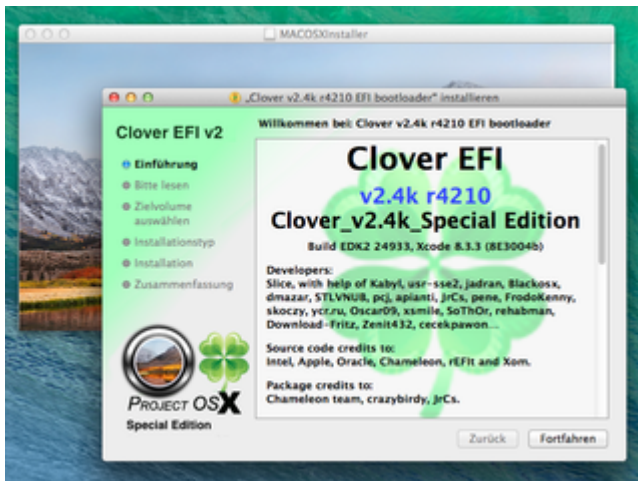 MACOSXInstaller
„Clover v2.4k r4210 EFI bootloader“ installieren
Clover EFI v2
Willkommen bei: Clover v2.4k r4210 EFI bootloader
Einführung
Bitte lesen
Zielvolume
auswählen
Installationstyp
Installation
Zusammenfassung
Clover EFI
v2.4k r4210
Clover_v2.4k_Special Edition
Build EDK2 24933, Xcode 8.3.3 (8E3004b)
Developers:
Slice, with help of Kabyl, usr-sse2, jadran, Blackosx,
dmazar, STLVNUB, pcj, apianti, JrCs, pene, FrodoKenny,
skoczy, ycr.ru, Oscar09, xsmile, SoThOr, rehabman,
Download-Fritz, Zenit432, cecekpawon...
Source code credits to:
Intel, Apple, Oracle, Chameleon, rEFIt and Xom.
Package credits to:
Chameleon team, crazybirdy, JrCs.
PROJECT OSX
Special Edition
Zurück
Fortfahren